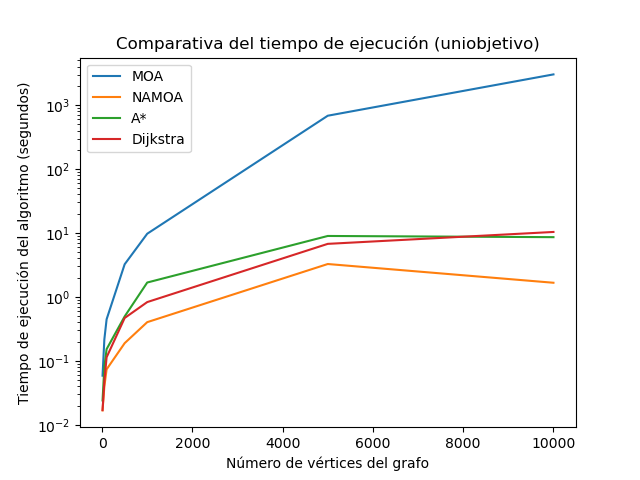 Comparativa del tiempo de ejecución (uniobjetivo)
MOA
NAMOA
A*
Dijkstra
Tiempo de ejecución del algoritmo (segundos)
10³
10²
10¹
10⁰
10⁻¹
10⁻²
0 2000 4000 6000 8000 10000
Número de vértices del grafo